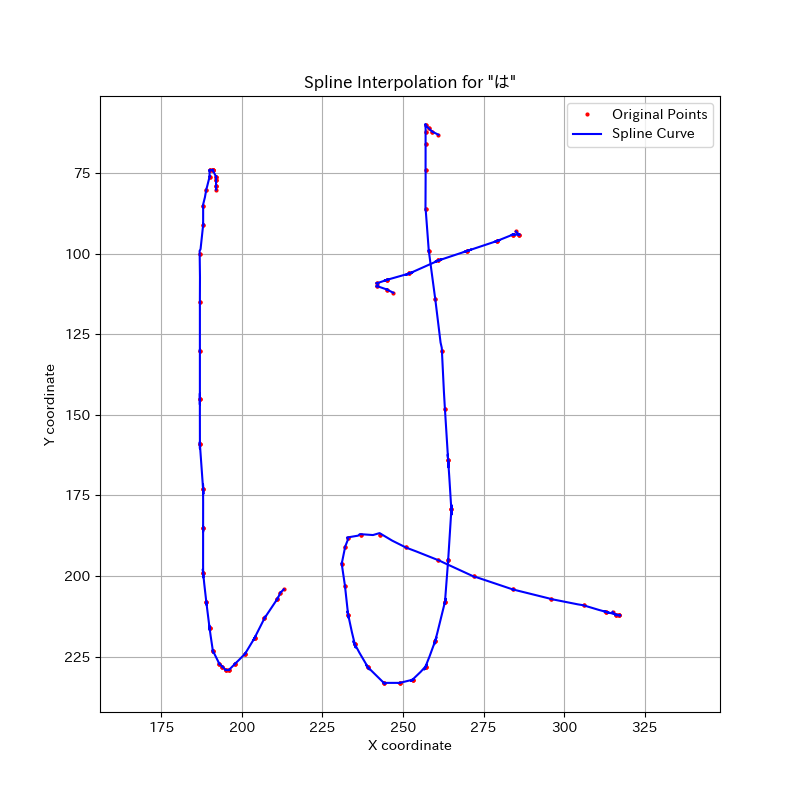 Spline Interpolation for "は"
Original Points
Spline Curve
75
100
125
150
175
200
225
Y coordinate
175
200
225
250
275
300
325
X coordinate
は